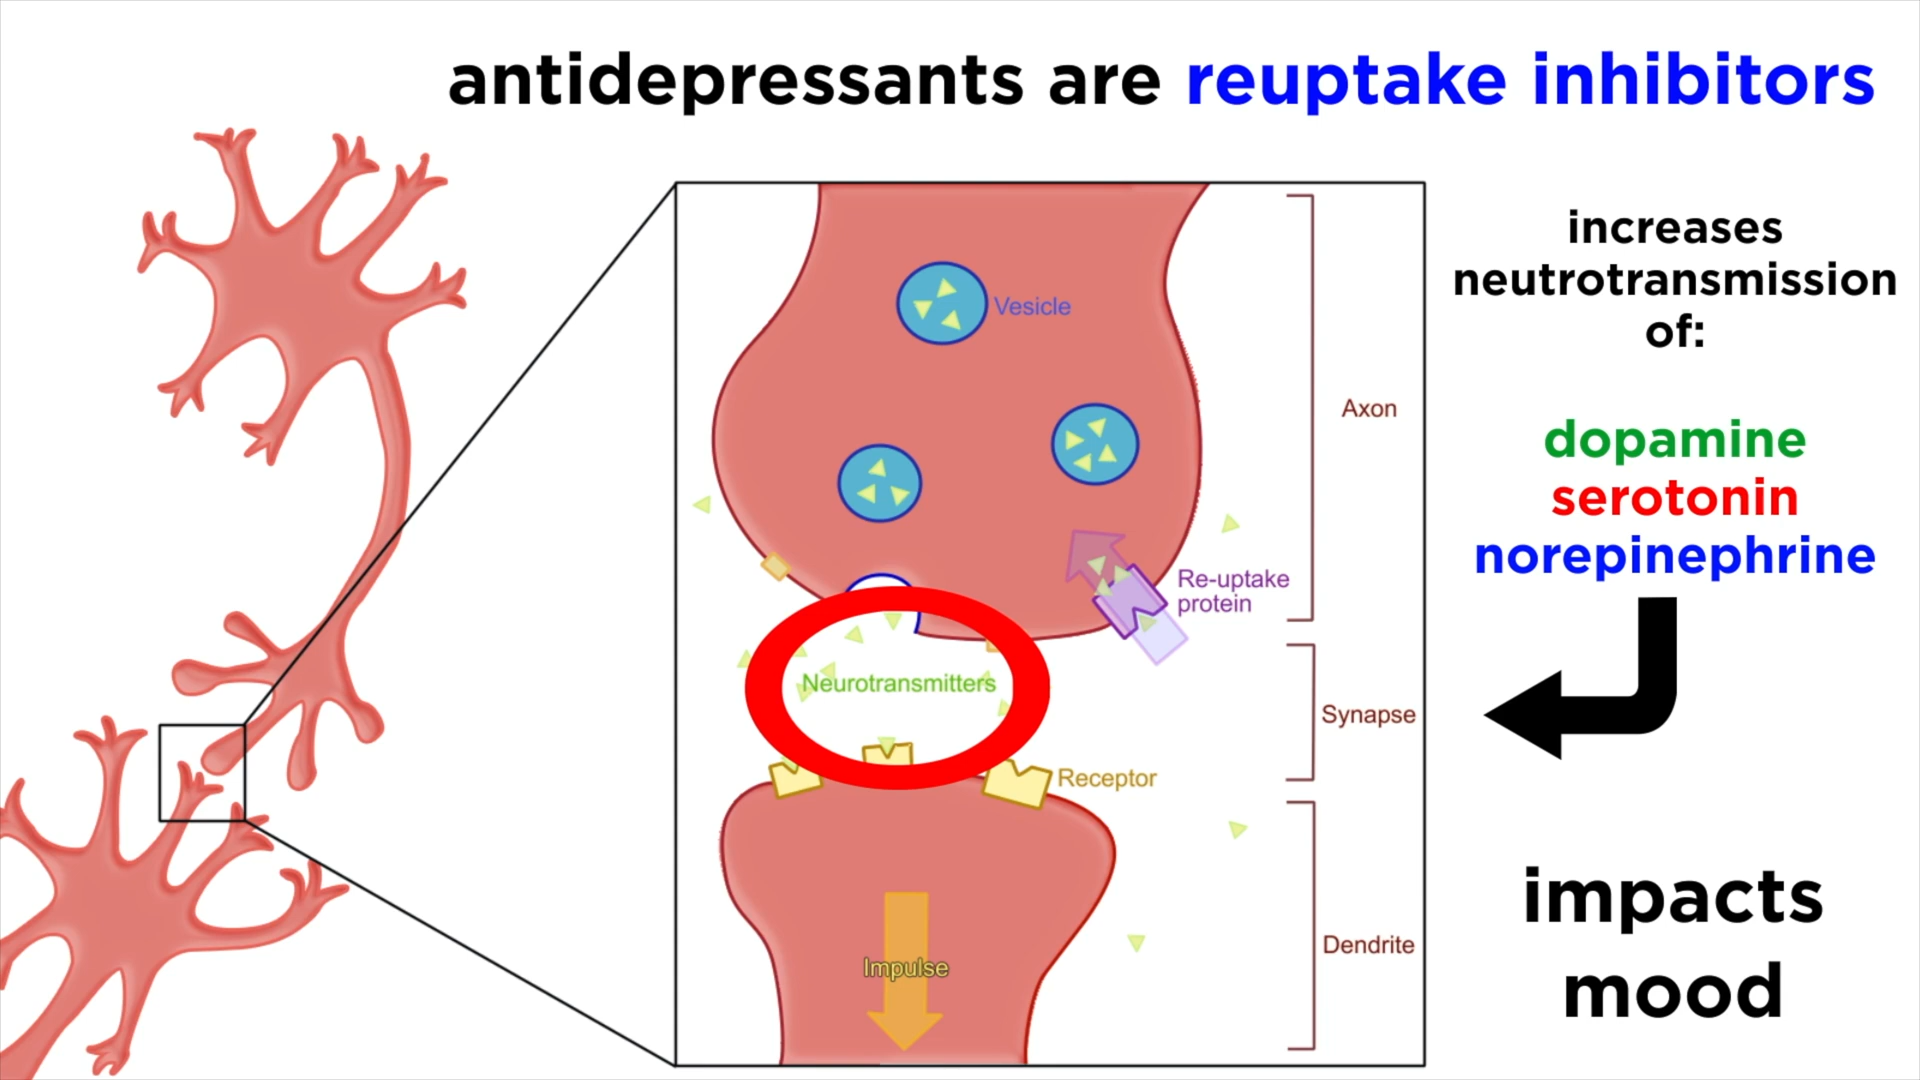 antidepressants are reuptake inhibitors
increases
neutrotransmission
of:
dopamine
serotonin
norepinephrine
impacts
mood
Vesicle
Axon
Re-uptake
protein
Neurotransmitters
Synapse
Receptor
Dendrite
Impulse